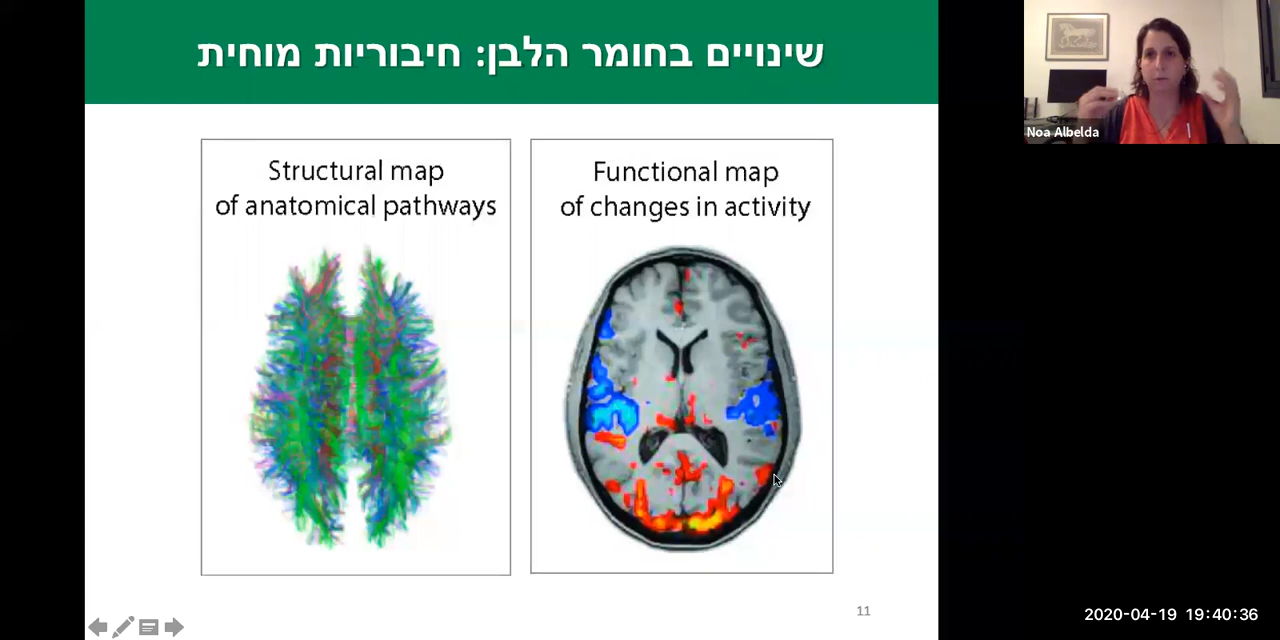 שינויים בחומר הלבן: חיבוריות מוחית
Structural map
of anatomical pathways
Functional map
of changes in activity
11
Noa Albelda
2020-04-19 19:40:36